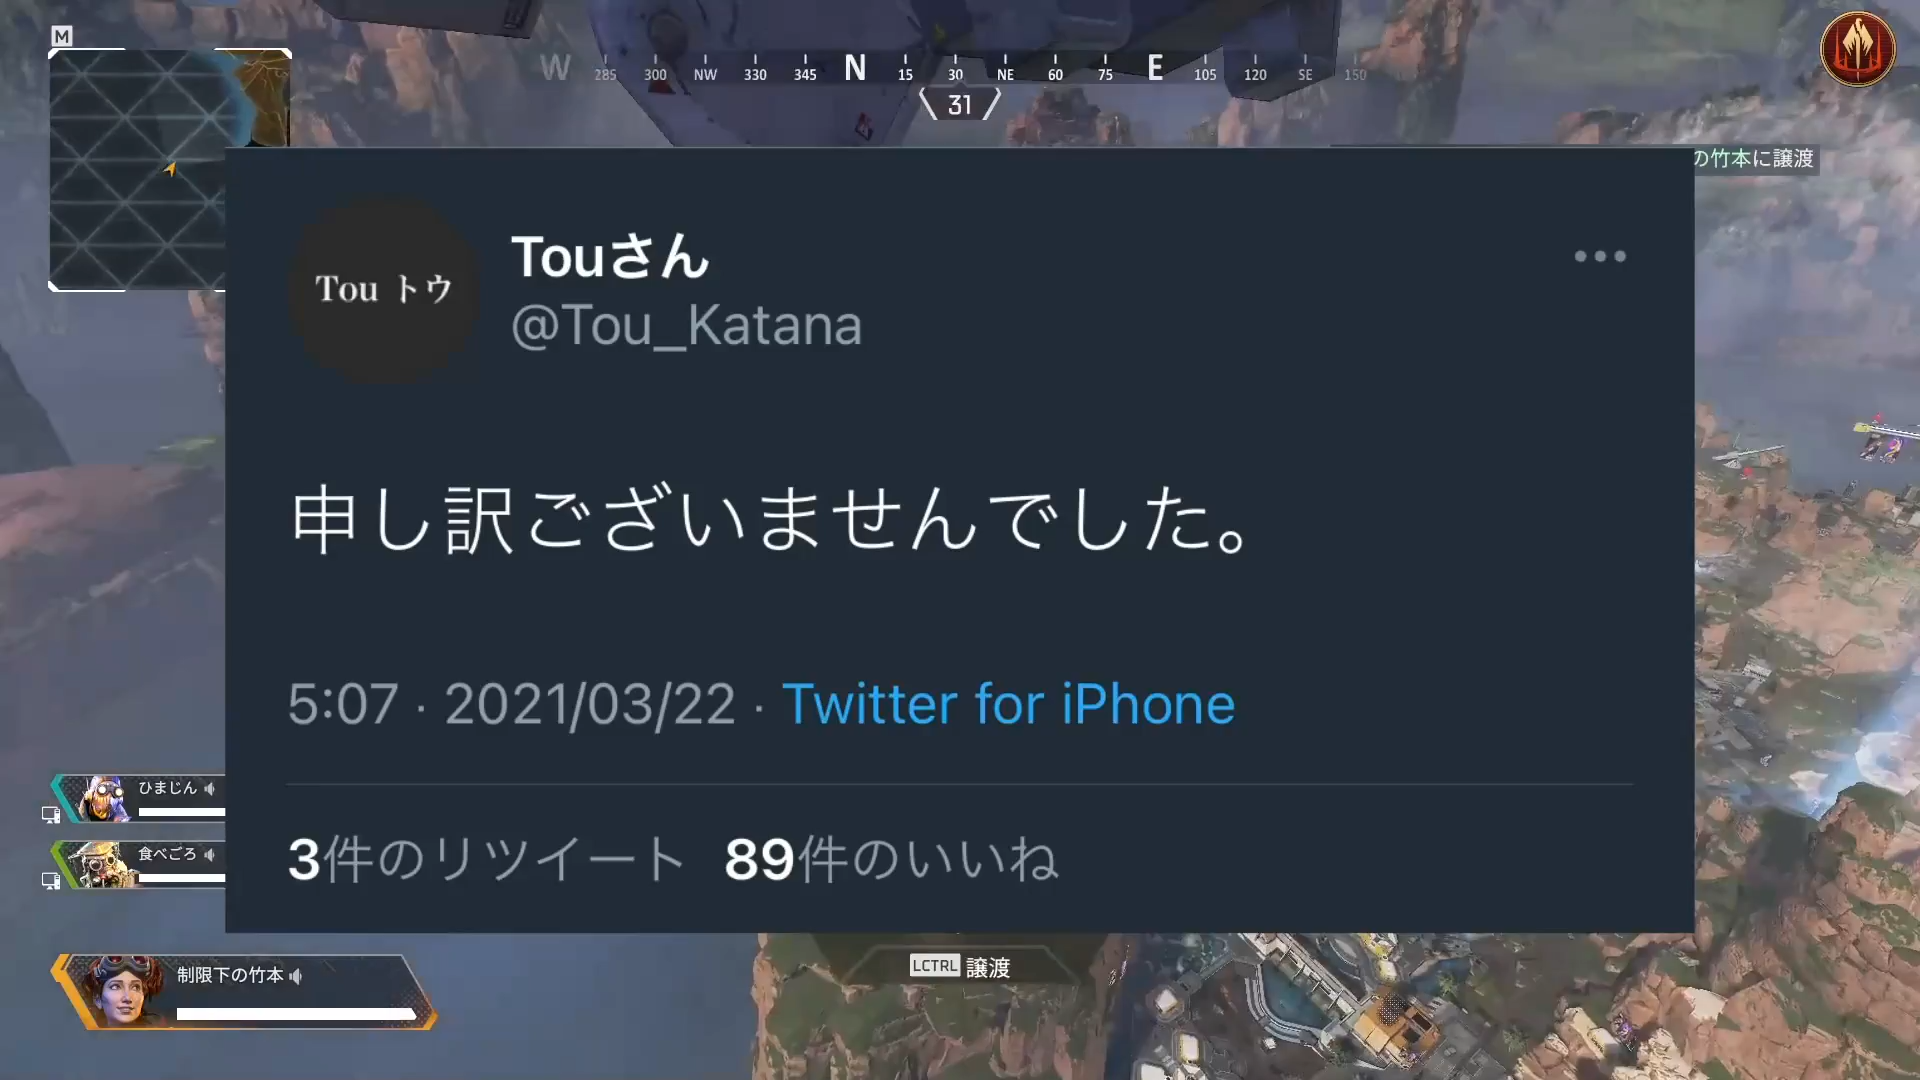 M
W 285 300 NW 330 345 N 15 30 NE 60 75 E 105 120 SE 150
31
の竹本に譲渡
Tou トウ
Touさん
@Tou_Katana
申し訳ございませんでした。
5:07 · 2021/03/22 · Twitter for iPhone
3件のリツイート 89件のいいね
ひまじん
食べごろ
制限下の竹本
LCTRL 譲渡